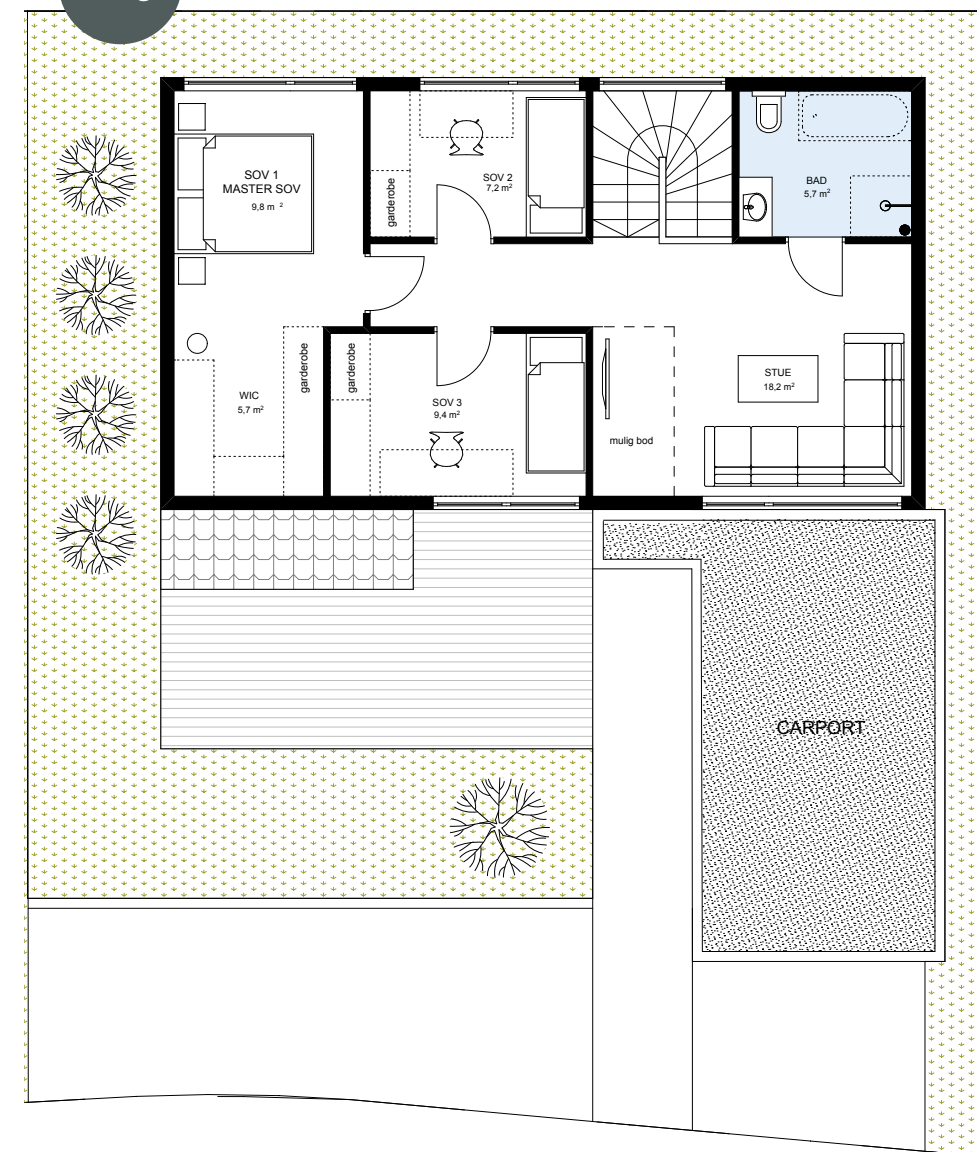 SOV 1
MASTER SOV
9,8 m ²
SOV 2
7,2 m²
garderobe
BAD
5,7 m²
garderobe
garderobe
WIC
5,7 m²
SOV 3
9,4 m²
STUE
18,2 m²
mulig bod
CARPORT